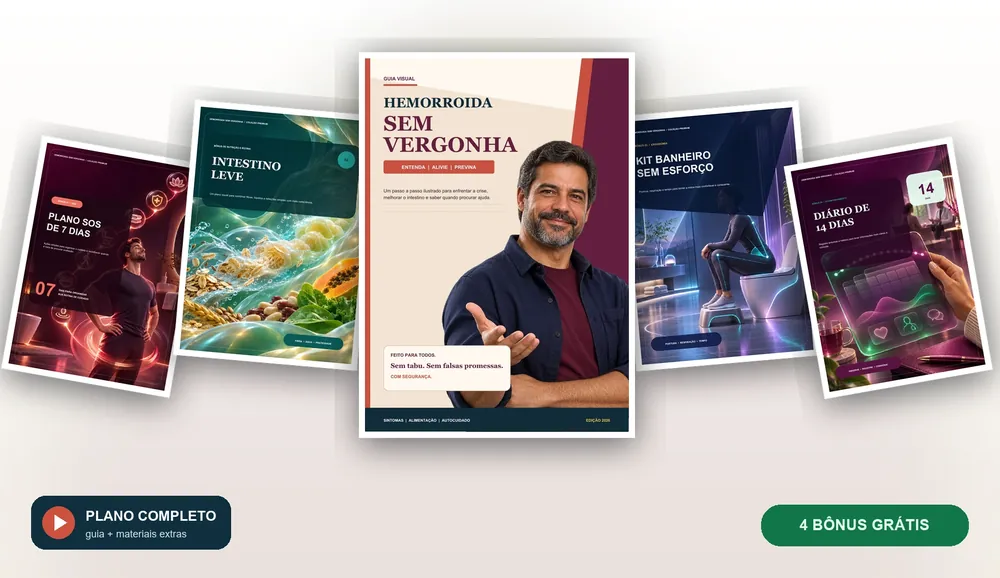 GUIA VISUAL
HEMORROIDA
SEM
VERGONHA
ENTENDA | ALIVIE | PREVINA
Um passo a passo ilustrado para enfrentar a crise,
melhorar o intestino e saber quando procurar ajuda.
FEITO PARA TODOS.
Sem tabu. Sem falsas promessas.
COM SEGURANÇA.
SINTOMAS | ALIMENTAÇÃO | AUTOCUIDADO
EDIÇÃO 2026
PLANO SOS
DE 7 DIAS
07
INTESTINO
LEVE
KIT BANHEIRO
SEM ESFORÇO
14
DIÁRIO DE
14 DIAS
PLANO COMPLETO
guia + materiais extras
4 BÔNUS GRÁTIS